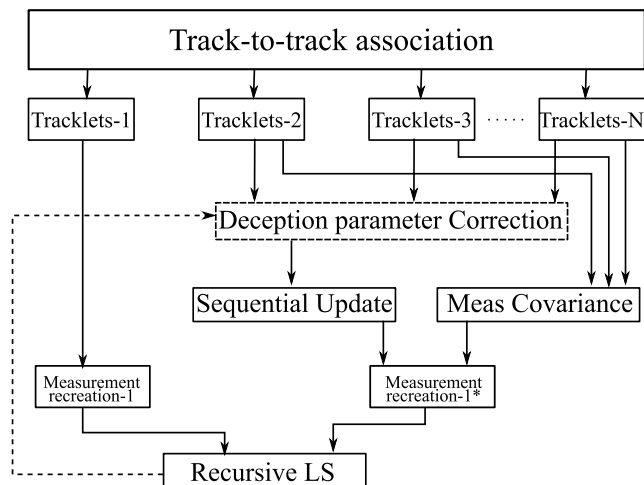 Track-to-track association
Tracklets-1
Tracklets-2
Tracklets-3
......
Tracklets-N
Deception parameter Correction
Sequential Update
Meas Covariance
Measurement
recreation-1
Measurement
recreation-1*
Recursive LS